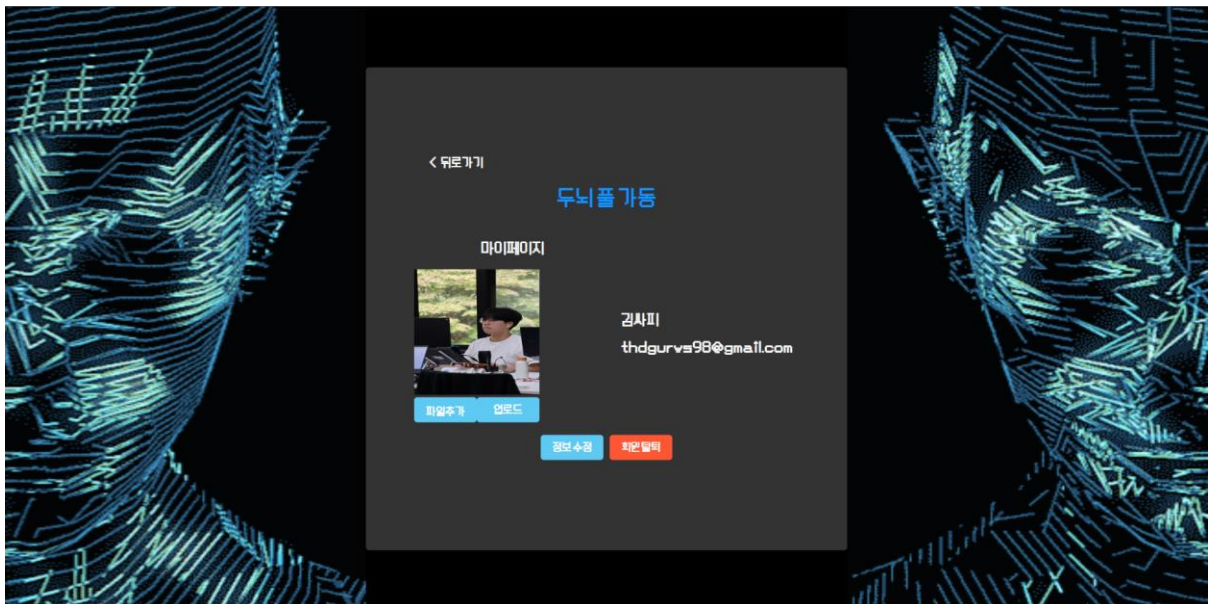 < 뒤로가기
두뇌 풀 가동
마이페이지
김싸피
thdgurvs98@gmail.com
파일추가 업로드
정보 수정 회원 탈퇴